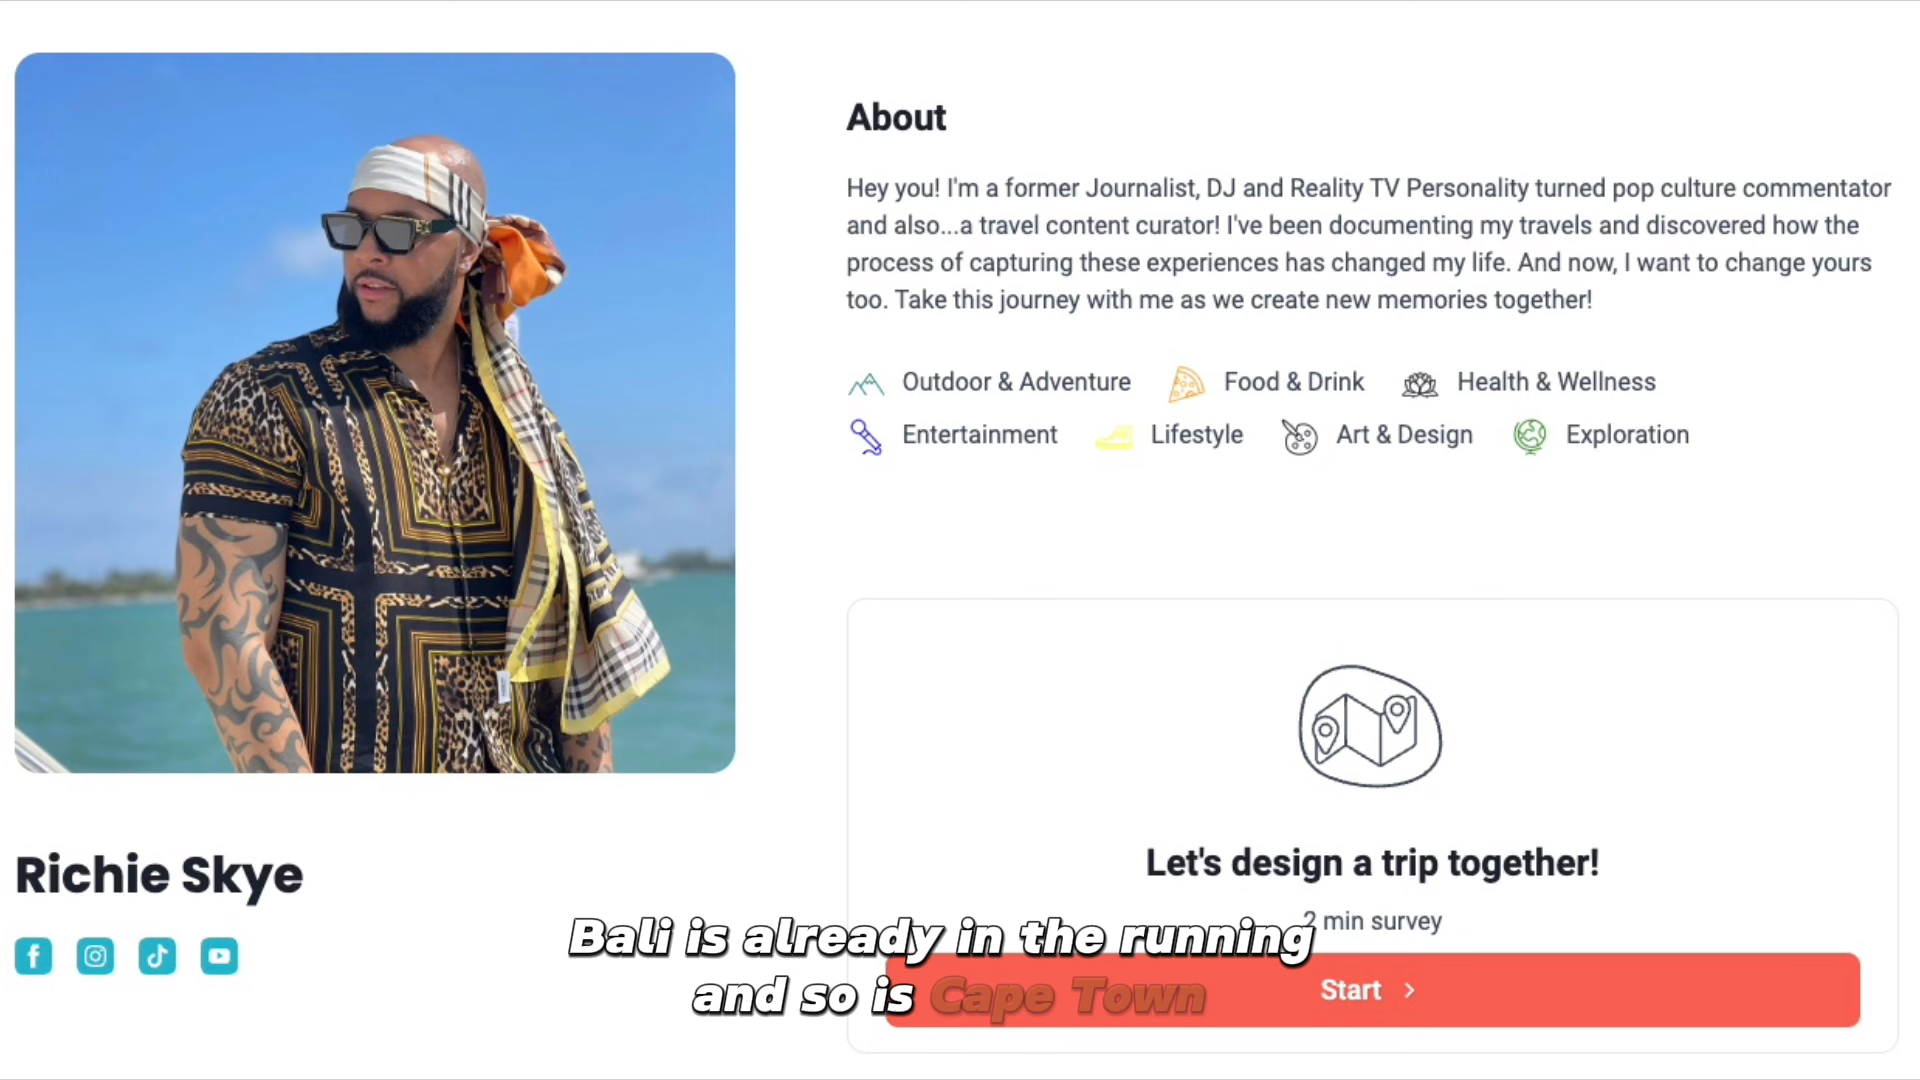 About
Hey you! I'm a former Journalist, DJ and Reality TV Personality turned pop culture commentator
and also...a travel content curator! I've been documenting my travels and discovered how the
process of capturing these experiences has changed my life. And now, I want to change yours
too. Take this journey with me as we create new memories together!
Outdoor & Adventure Food & Drink Health & Wellness
Entertainment Lifestyle Art & Design Exploration
Richie Skye
Let's design a trip together!
2 min survey
Start
Bali is already in the running
and so is Cape Town